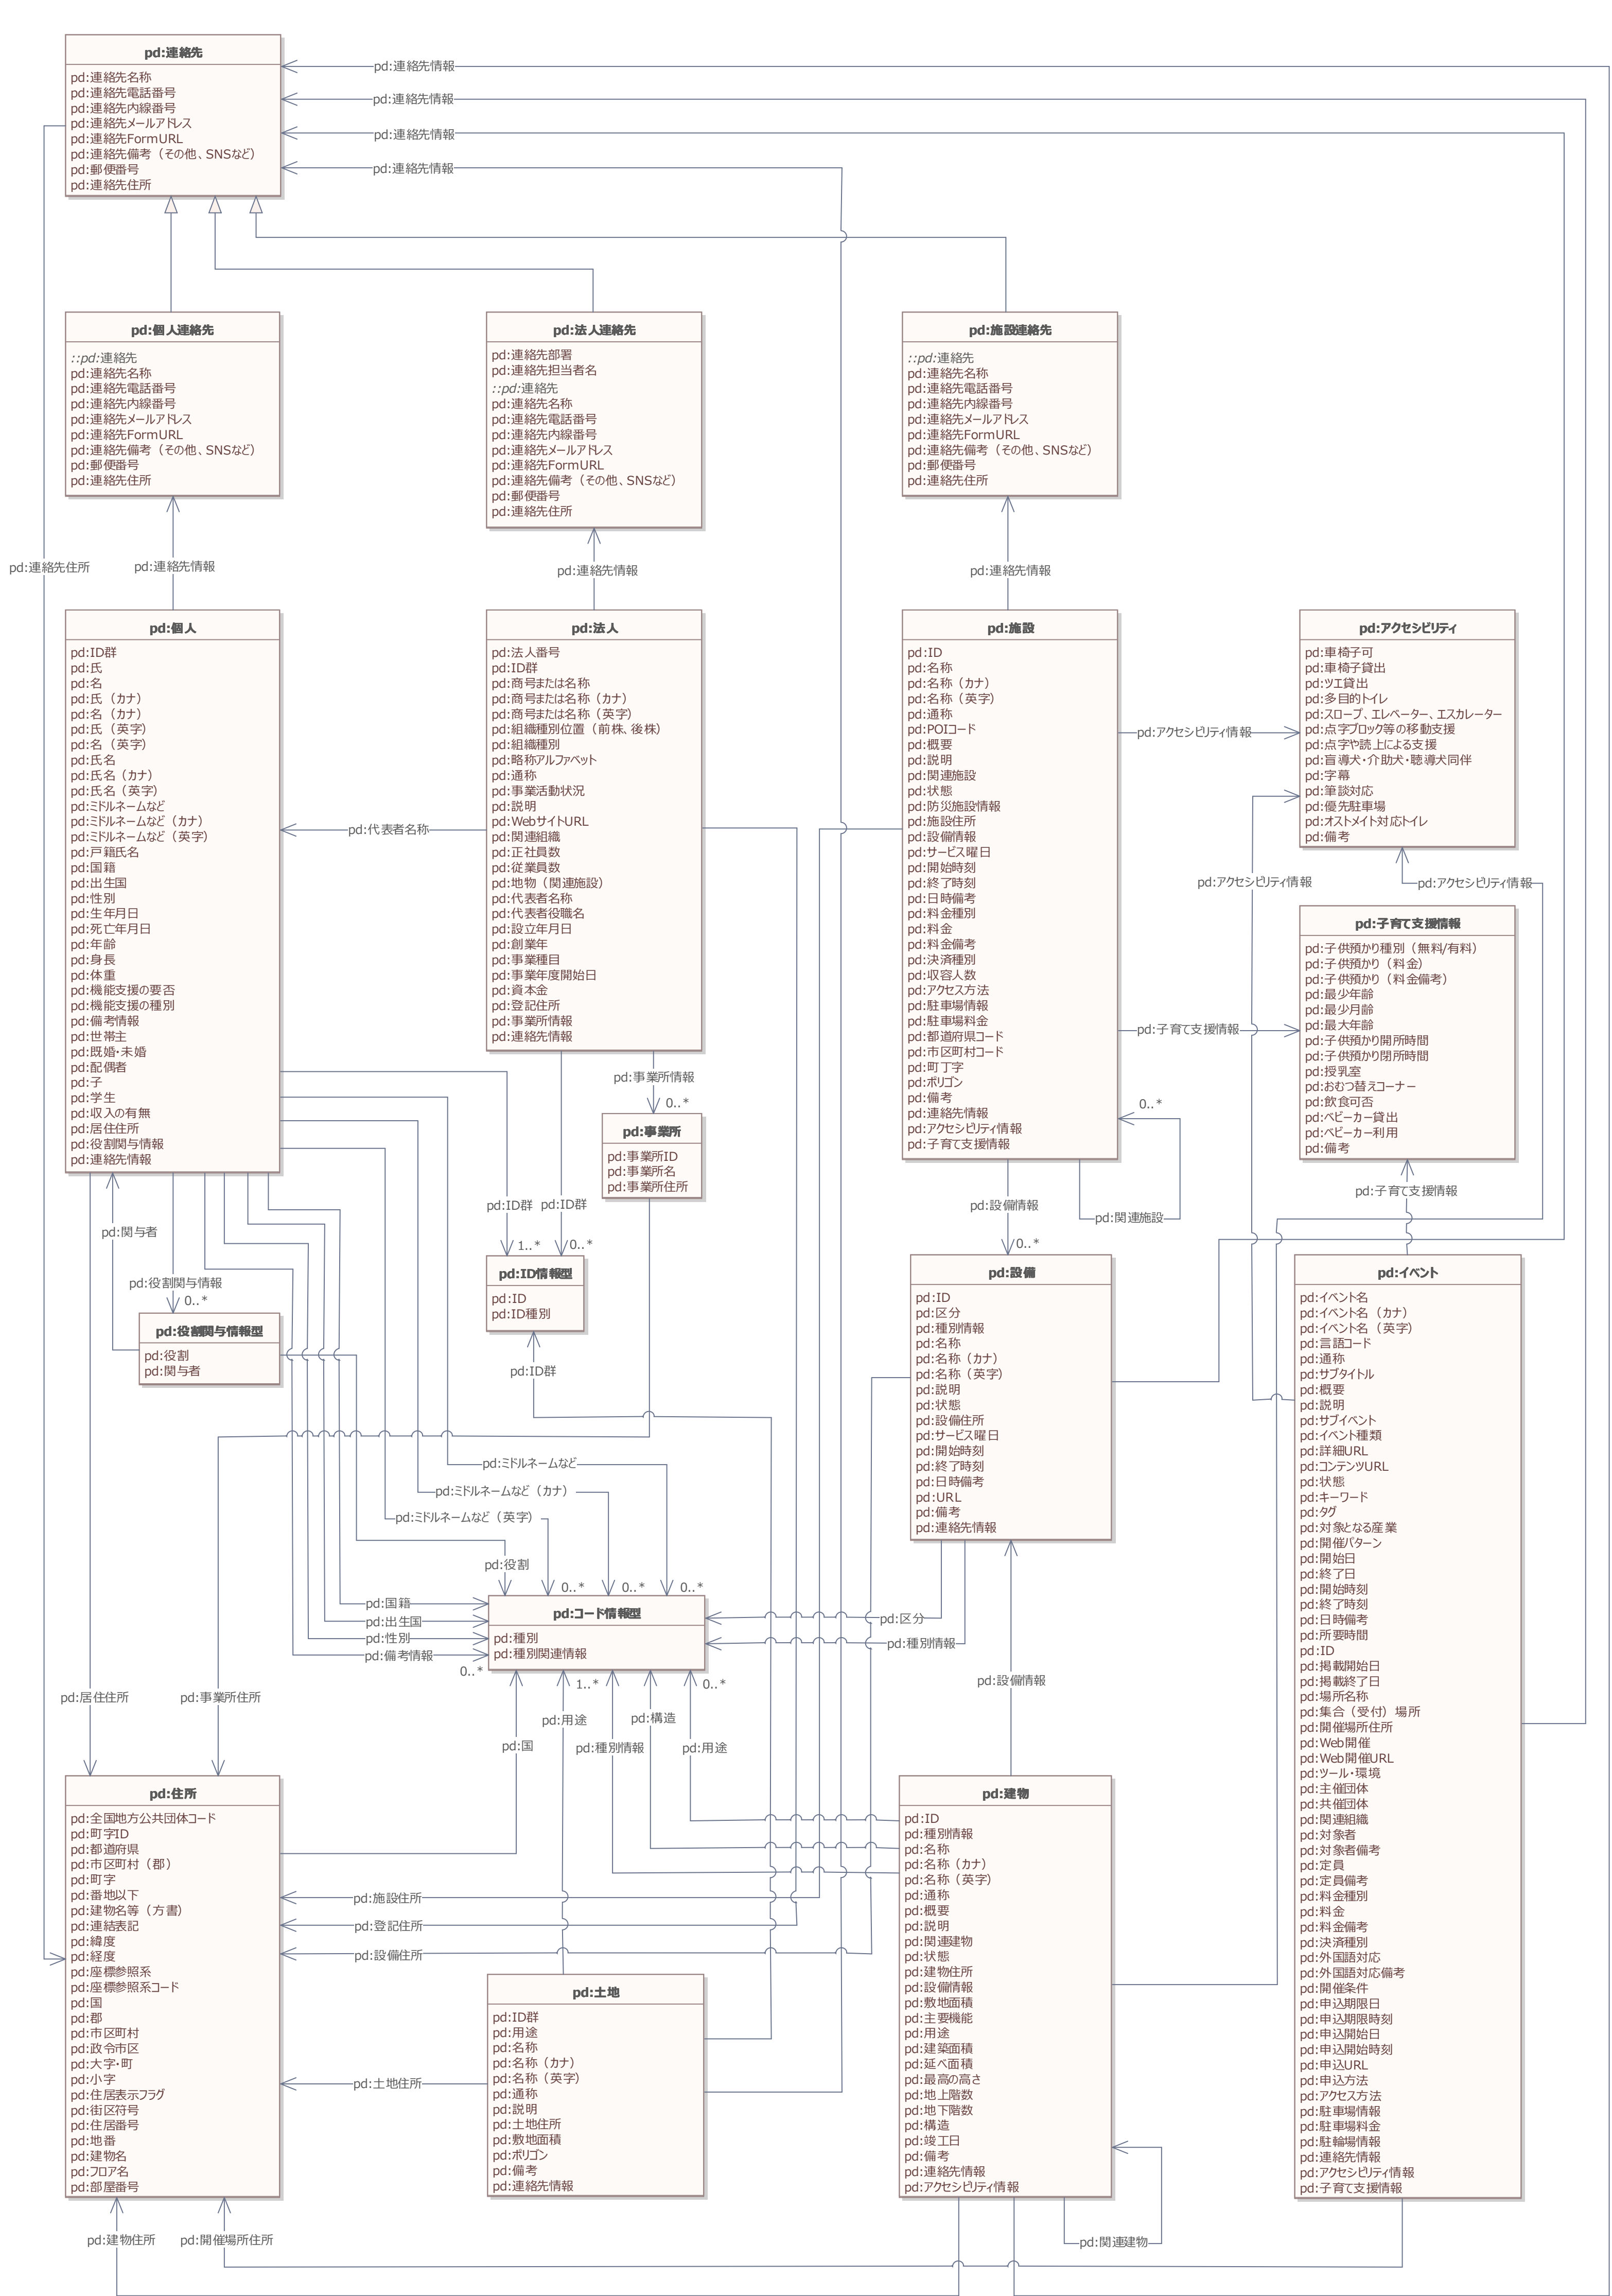 pd:連絡先
pd:連絡先名称
pd:連絡先電話番号
pd:連絡先内線番号
pd:連絡先メールアドレス
pd:連絡先FormURL
pd:連絡先備考（その他、SNSなど）
pd:郵便番号
pd:連絡先住所
pd:連絡先情報
pd:連絡先情報
pd:連絡先情報
pd:連絡先情報
pd:個人連絡先
::pd:連絡先
pd:連絡先名称
pd:連絡先電話番号
pd:連絡先内線番号
pd:連絡先メールアドレス
pd:連絡先FormURL
pd:連絡先備考（その他、SNSなど）
pd:郵便番号
pd:連絡先住所
pd:法人連絡先
pd:連絡先部署
pd:連絡先担当者名
::pd:連絡先
pd:連絡先名称
pd:連絡先電話番号
pd:連絡先内線番号
pd:連絡先メールアドレス
pd:連絡先FormURL
pd:連絡先備考（その他、SNSなど）
pd:郵便番号
pd:連絡先住所
pd:施設連絡先
::pd:連絡先
pd:連絡先名称
pd:連絡先電話番号
pd:連絡先内線番号
pd:連絡先メールアドレス
pd:連絡先FormURL
pd:連絡先備考（その他、SNSなど）
pd:郵便番号
pd:連絡先住所
pd:連絡先住所
pd:連絡先情報
pd:連絡先情報
pd:連絡先情報
pd:個人
pd:ID群
pd:氏
pd:名
pd:氏（カナ）
pd:名（カナ）
pd:氏（英字）
pd:名（英字）
pd:氏名
pd:氏名（カナ）
pd:氏名（英字）
pd:ミドルネームなど
pd:ミドルネームなど（カナ）
pd:ミドルネームなど（英字）
pd:戸籍氏名
pd:国籍
pd:出生国
pd:性別
pd:生年月日
pd:死亡年月日
pd:年齢
pd:身長
pd:体重
pd:機能支援の要否
pd:機能支援の種別
pd:備考情報
pd:世帯主
pd:既婚・未婚
pd:配偶者
pd:子
pd:学生
pd:収入の有無
pd:居住住所
pd:役割関与情報
pd:連絡先情報
pd:代表者名称
pd:法人
pd:法人番号
pd:ID群
pd:商号または名称
pd:商号または名称（カナ）
pd:商号または名称（英字）
pd:組織種別位置（前株、後株）
pd:組織種別
pd:略称アルファベット
pd:通称
pd:事業活動状況
pd:説明
pd:WebサイトURL
pd:関連組織
pd:正社員数
pd:従業員数
pd:地物（関連施設）
pd:代表者名称
pd:代表者役職名
pd:設立年月日
pd:創業年
pd:事業種目
pd:事業年度開始日
pd:資本金
pd:登記住所
pd:事業所情報
pd:連絡先情報
pd:施設
pd:ID
pd:名称
pd:名称（カナ）
pd:名称（英字）
pd:通称
pd:POIコード
pd:概要
pd:説明
pd:関連施設
pd:状態
pd:防災施設情報
pd:施設住所
pd:設備情報
pd:サービス曜日
pd:開始時刻
pd:終了時刻
pd:日時備考
pd:料金種別
pd:料金
pd:料金備考
pd:決済種別
pd:収容人数
pd:アクセス方法
pd:駐車場情報
pd:駐車場料金
pd:都道府県コード
pd:市区町村コード
pd:町丁字
pd:ポリゴン
pd:備考
pd:連絡先情報
pd:アクセシビリティ情報
pd:子育て支援情報
pd:アクセシビリティ情報
pd:アクセシビリティ
pd:車椅子可
pd:車椅子貸出
pd:ツエ貸出
pd:多目的トイレ
pd:スロープ、エレベーター、エスカレーター
pd:点字ブロック等の移動支援
pd:点字や読上による支援
pd:盲導犬・介助犬・聴導犬同伴
pd:字幕
pd:筆談対応
pd:優先駐車場
pd:オストメイト対応トイレ
pd:備考
pd:アクセシビリティ情報
pd:アクセシビリティ情報
pd:子育て支援情報
pd:子育て支援情報
pd:子供預かり種別（無料/有料）
pd:子供預かり（料金）
pd:子供預かり（料金備考）
pd:最少年齢
pd:最少月齢
pd:最大年齢
pd:子供預かり開所時間
pd:子供預かり閉所時間
pd:授乳室
pd:おむつ替えコーナー
pd:飲食可否
pd:ベビーカー貸出
pd:ベビーカー利用
pd:備考
pd:事業所情報
0..*
pd:事業所
pd:事業所ID
pd:事業所名
pd:事業所住所
0..*
pd:関連施設
pd:設備情報
0..*
pd:子育て支援情報
pd:関与者
pd:役割関与情報
0..*
pd:役割関与情報型
pd:役割
pd:関与者
pd:ID群
1..*
pd:ID群
0..*
pd:ID情報型
pd:ID
pd:ID種別
pd:ID群
pd:設備
pd:ID
pd:区分
pd:種別情報
pd:名称
pd:名称（カナ）
pd:名称（英字）
pd:説明
pd:状態
pd:設備住所
pd:サービス曜日
pd:開始時刻
pd:終了時刻
pd:日時備考
pd:URL
pd:備考
pd:連絡先情報
pd:イベント
pd:イベント名
pd:イベント名（カナ）
pd:イベント名（英字）
pd:言語コード
pd:通称
pd:サブタイトル
pd:概要
pd:説明
pd:サブイベント
pd:イベント種類
pd:詳細URL
pd:コンテンツURL
pd:状態
pd:キーワード
pd:タグ
pd:対象となる産業
pd:開催パターン
pd:開始日
pd:終了日
pd:開始時刻
pd:終了時刻
pd:日時備考
pd:所要時間
pd:ID
pd:掲載開始日
pd:掲載終了日
pd:場所名称
pd:集合（受付）場所
pd:開催場所住所
pd:Web開催
pd:Web開催URL
pd:ツール・環境
pd:主催団体
pd:共催団体
pd:関連組織
pd:対象者
pd:対象者備考
pd:定員
pd:定員備考
pd:料金種別
pd:料金
pd:料金備考
pd:決済種別
pd:外国語対応
pd:外国語対応備考
pd:開催条件
pd:申込期限日
pd:申込期限時刻
pd:申込開始日
pd:申込開始時刻
pd:申込URL
pd:申込方法
pd:アクセス方法
pd:駐車場情報
pd:駐車場料金
pd:駐輪場情報
pd:連絡先情報
pd:アクセシビリティ情報
pd:子育て支援情報
pd:ミドルネームなど
pd:ミドルネームなど（カナ）
pd:ミドルネームなど（英字）
pd:役割
0..*
0..*
0..*
pd:国籍
pd:出生国
pd:性別
pd:備考情報
0..*
pd:コード情報型
pd:種別
pd:種別関連情報
pd:区分
pd:種別情報
1..*
0..*
pd:居住住所
pd:事業所住所
pd:国
pd:用途
pd:種別情報
pd:構造
pd:用途
pd:設備情報
pd:住所
pd:全国地方公共団体コード
pd:町字ID
pd:都道府県
pd:市区町村（郡）
pd:町字
pd:番地以下
pd:建物名等（方書）
pd:連結表記
pd:緯度
pd:経度
pd:座標参照系
pd:座標参照系コード
pd:国
pd:郡
pd:市区町村
pd:政令市区
pd:大字・町
pd:小字
pd:住居表示フラグ
pd:街区符号
pd:住居番号
pd:地番
pd:建物名
pd:フロア名
pd:部屋番号
pd:施設住所
pd:登記住所
pd:設備住所
pd:土地住所
pd:土地
pd:ID群
pd:用途
pd:名称
pd:名称（カナ）
pd:名称（英字）
pd:通称
pd:説明
pd:土地住所
pd:敷地面積
pd:ポリゴン
pd:備考
pd:連絡先情報
pd:建物
pd:ID
pd:種別情報
pd:名称
pd:名称（カナ）
pd:名称（英字）
pd:通称
pd:概要
pd:説明
pd:関連建物
pd:状態
pd:建物住所
pd:設備情報
pd:敷地面積
pd:主要機能
pd:用途
pd:建築面積
pd:延べ面積
pd:最高の高さ
pd:地上階数
pd:地下階数
pd:構造
pd:竣工日
pd:備考
pd:連絡先情報
pd:アクセシビリティ情報
pd:建物住所
pd:開催場所住所
pd:関連建物